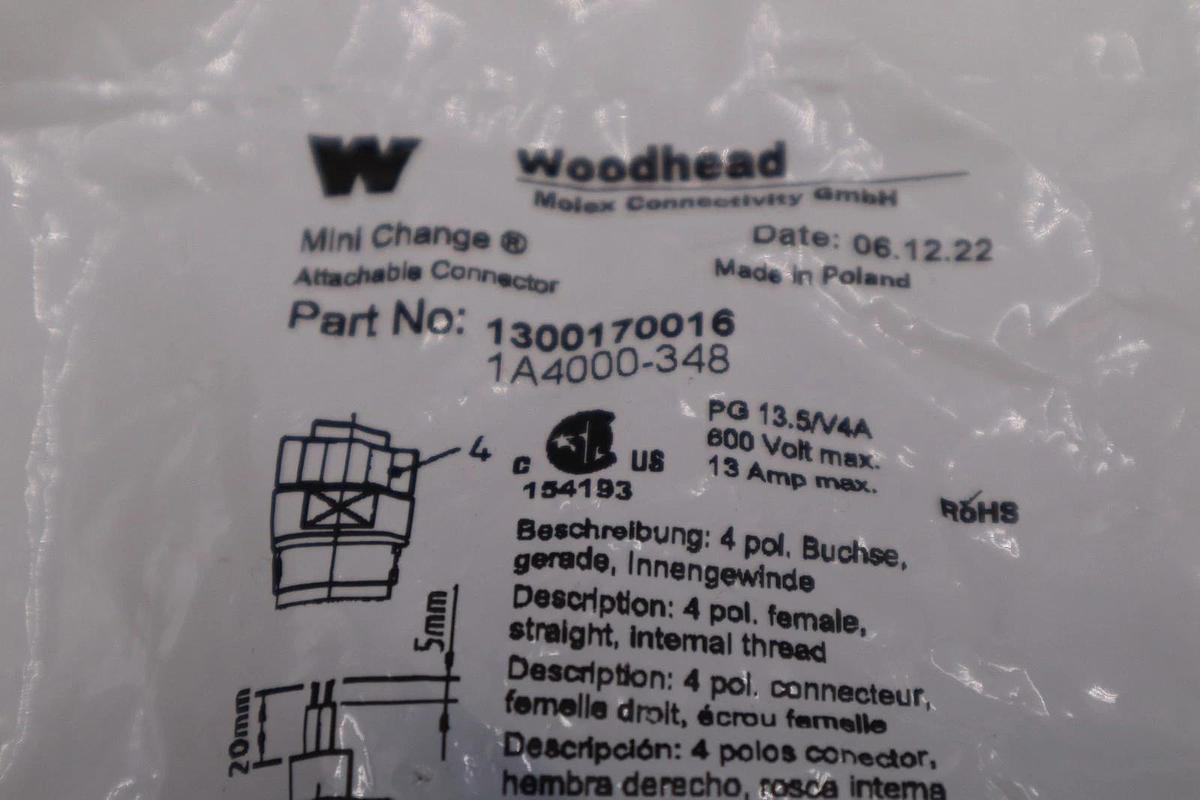 W Woodhead
Molex Connectivity GmbH
Mini Change ®
Attachable Connector
Date: 06.12.22
Made in Poland
Part No: 1300170016
1A4000-348
4
C US
154193
PG 13.5/V4A
600 Volt max.
13 Amp max.
RoHS
Beschreibung: 4 pol. Buchse,
gerade, Innengewinde
Description: 4 pol. female,
straight, internal thread
Description: 4 pol. connecteur,
femelle droit, écrou femelle
Descripción: 4 polos conector,
hembra derecho, rosca interna
5mm
20mm